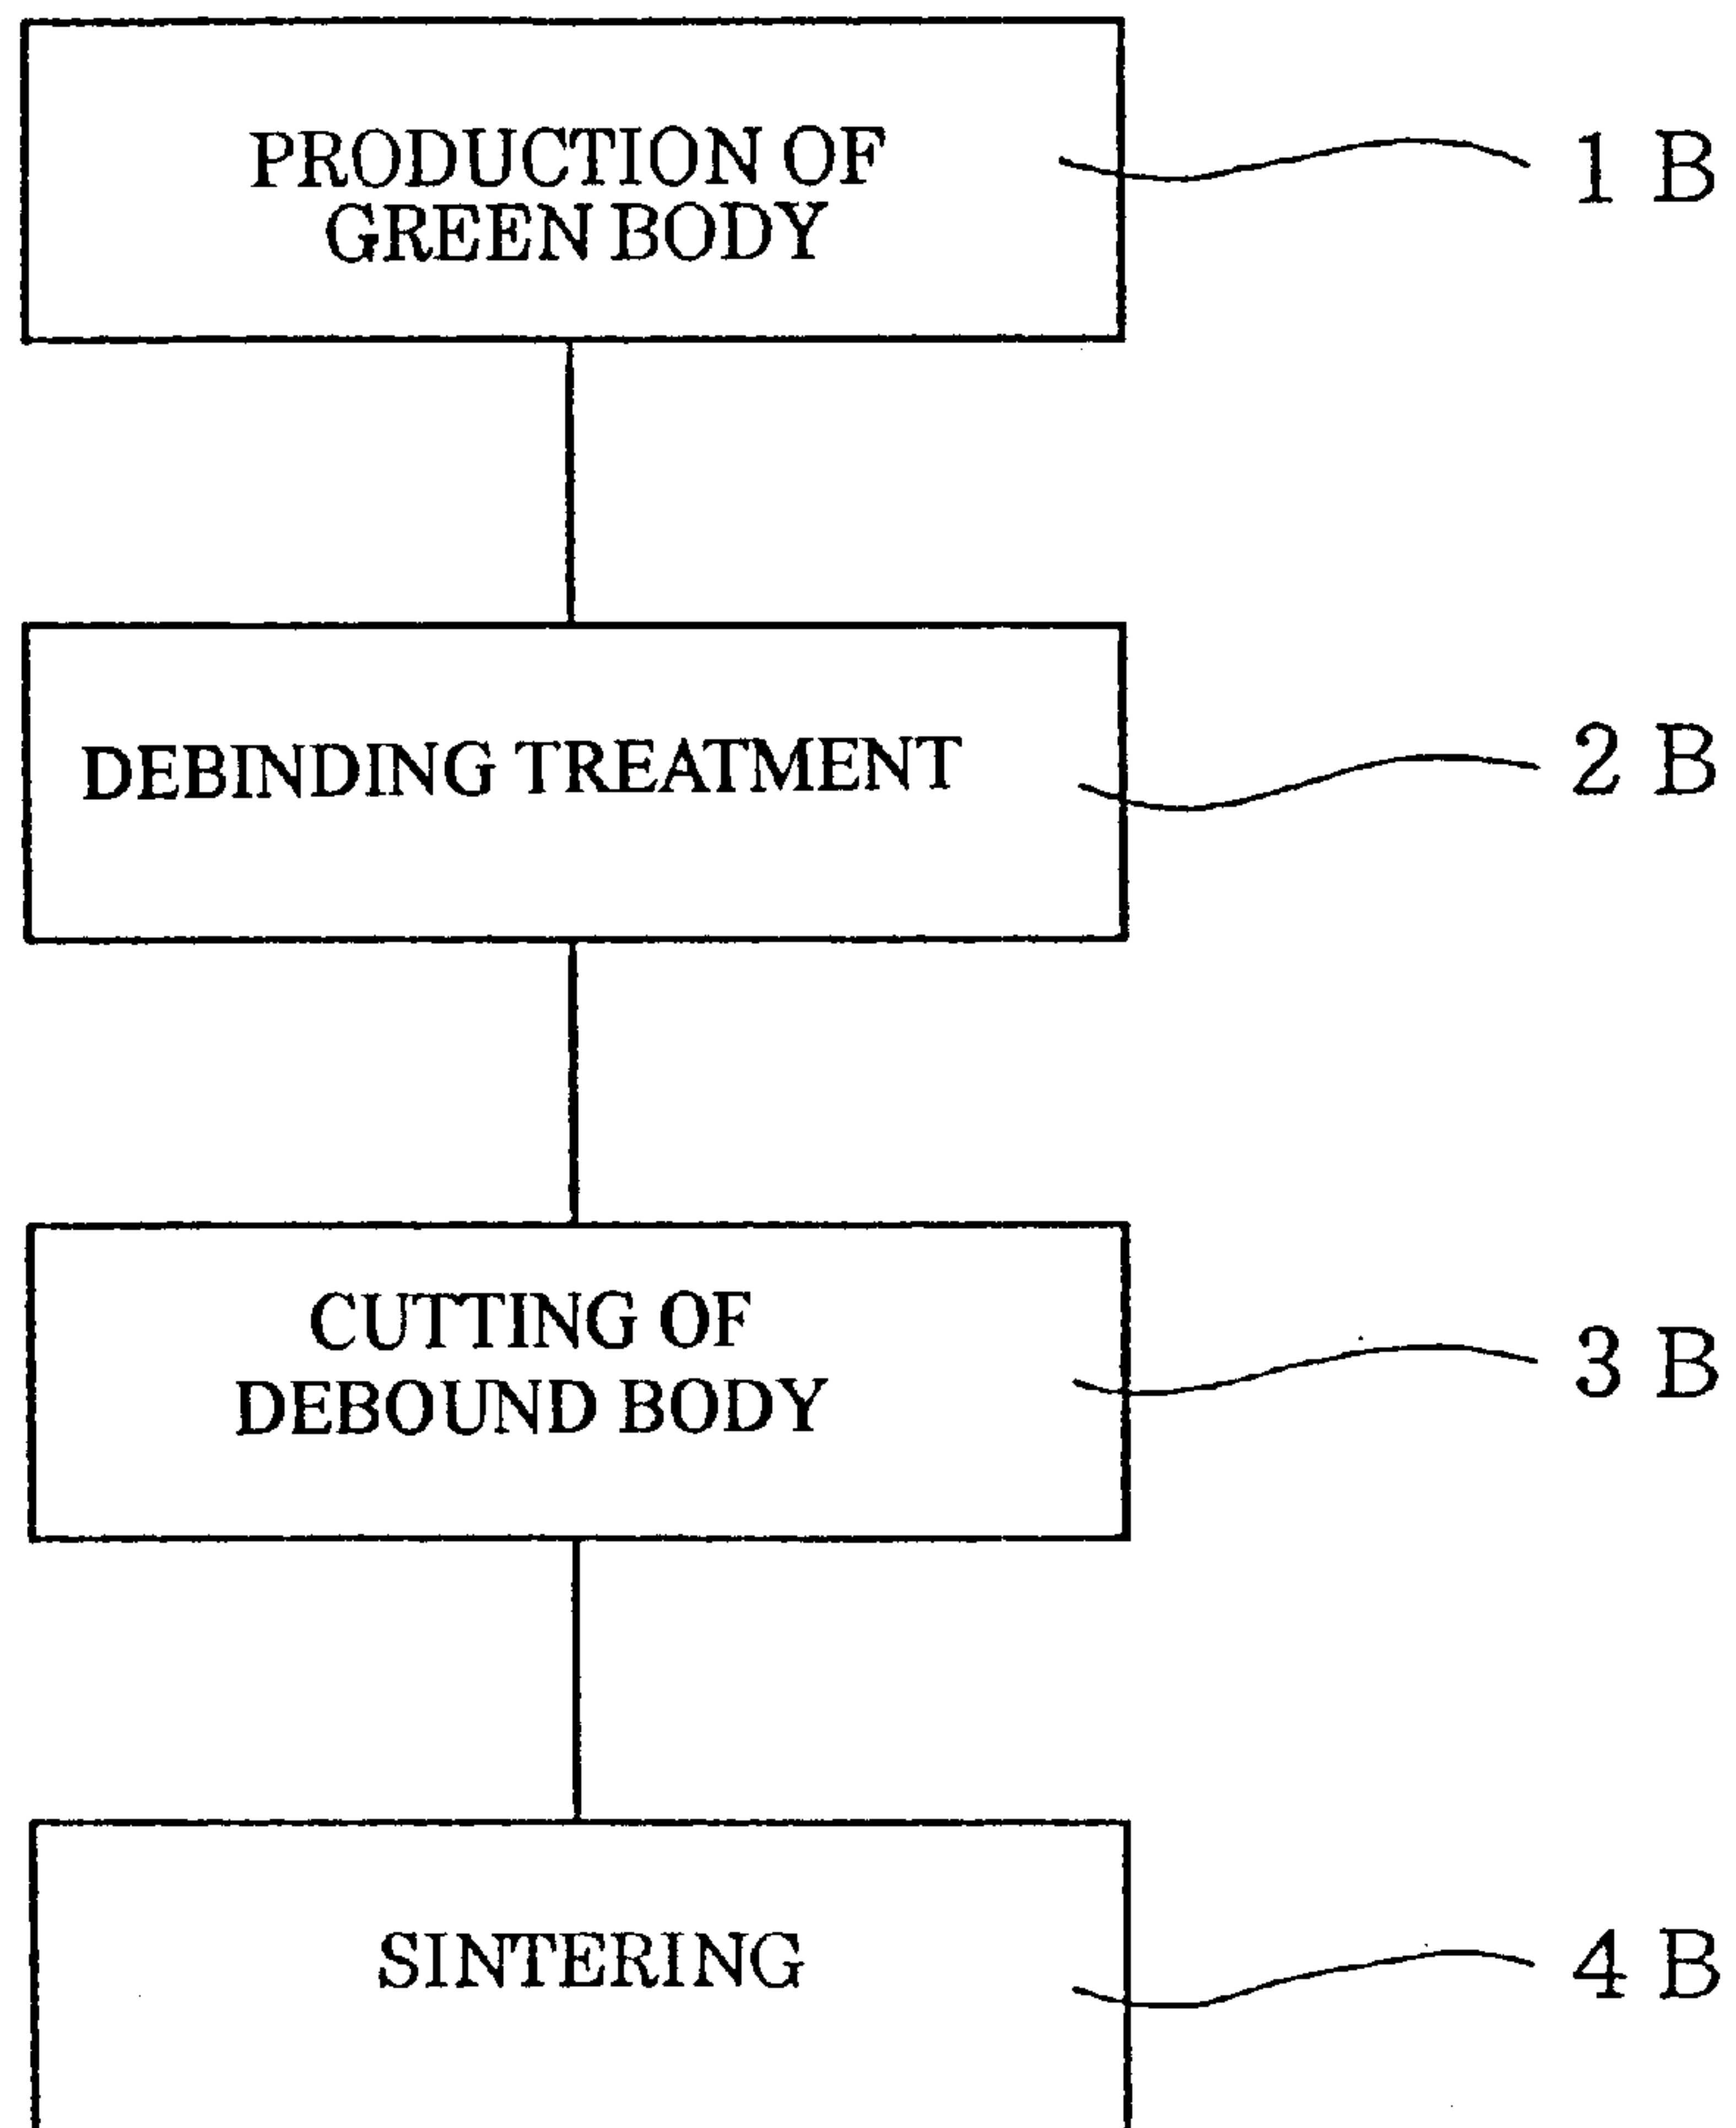 PRODUCTION OF
GREEN BODY
1 B
DEBINDING TREATMENT
2 B
CUTTING OF
DEBOUND BODY
3 B
SINTERING
4 B